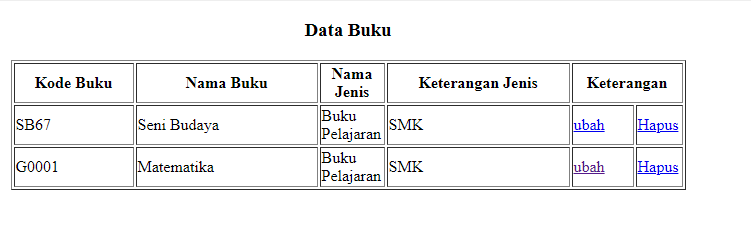 Data Buku
Kode Buku Nama Buku Nama Jenis Keterangan Jenis Keterangan
SB67 Seni Budaya Buku Pelajaran SMK ubah Hapus
G0001 Matematika Buku Pelajaran SMK ubah Hapus